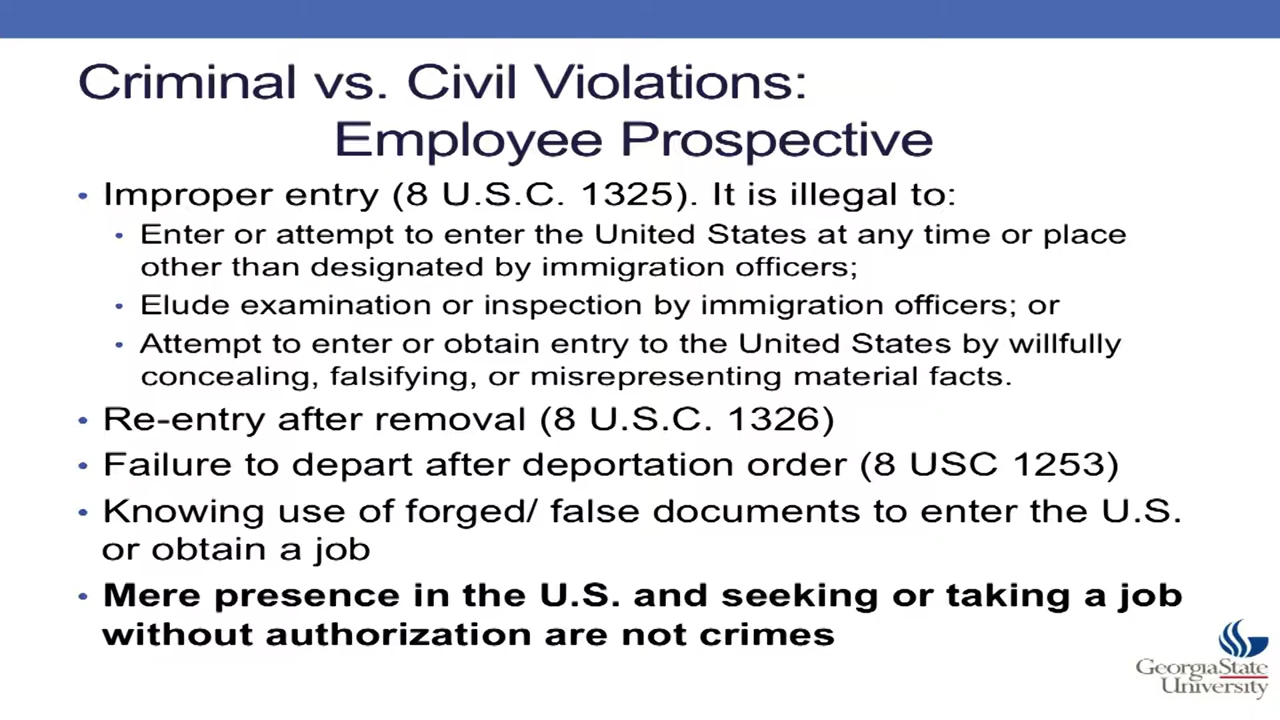 Criminal vs. Civil Violations:
Employee Prospective
• Improper entry (8 U.S.C. 1325). It is illegal to:
• Enter or attempt to enter the United States at any time or place
other than designated by immigration officers;
• Elude examination or inspection by immigration officers; or
• Attempt to enter or obtain entry to the United States by willfully
concealing, falsifying, or misrepresenting material facts.
• Re-entry after removal (8 U.S.C. 1326)
• Failure to depart after deportation order (8 USC 1253)
• Knowing use of forged/ false documents to enter the U.S.
or obtain a job
• Mere presence in the U.S. and seeking or taking a job
without authorization are not crimes
GeorgiaState
University